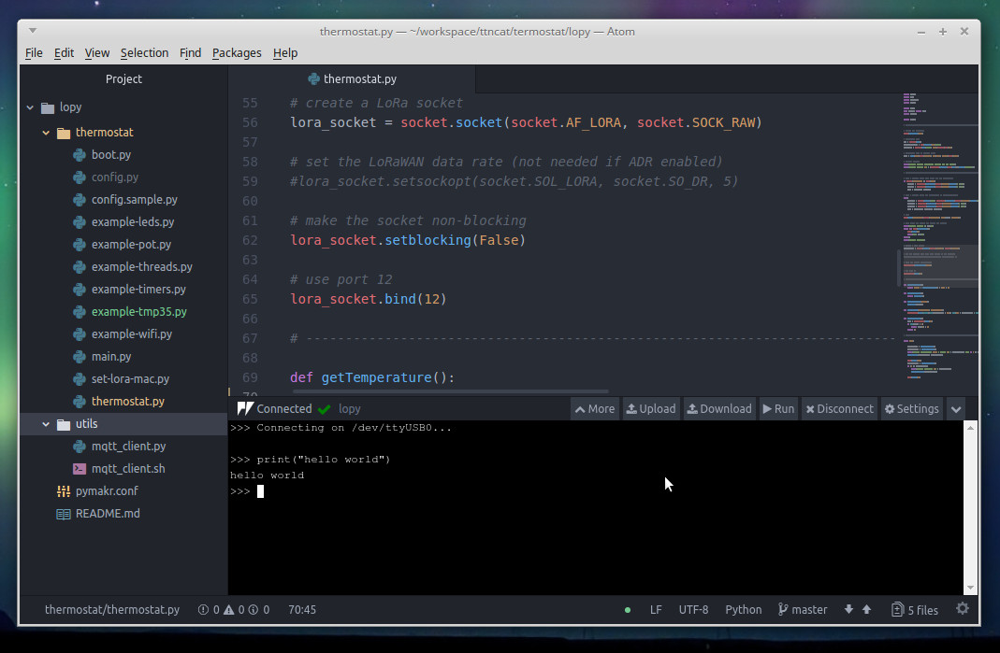 thermostat.py — ~/workspace/ttncat/termostat/lopy — Atom
File Edit View Selection Find Packages Help
Project
lopy
thermostat
boot.py
config.py
config.sample.py
example-leds.py
example-pot.py
example-threads.py
example-timers.py
example-tmp35.py
example-wifi.py
main.py
set-lora-mac.py
thermostat.py
utils
mqtt_client.py
mqtt_client.sh
pymakr.conf
README.md
thermostat.py
55 # create a LoRa socket
56 lora_socket = socket.socket(socket.AF_LORA, socket.SOCK_RAW)
57
58 # set the LoRaWAN data rate (not needed if ADR enabled)
59 #lora_socket.setsockopt(socket.SOL_LORA, socket.SO_DR, 5)
60
61 # make the socket non-blocking
62 lora_socket.setblocking(False)
63
64 # use port 12
65 lora_socket.bind(12)
66
67 # ---------------------------------------------------------------------------
68
69 def getTemperature():
70
Connected lopy More Upload Download Run Disconnect Settings
>>> Connecting on /dev/ttyUSB0...
>>> print("hello world")
hello world
>>>
thermostat/thermostat.py 0 0 0 70:45 LF UTF-8 Python master 5 files